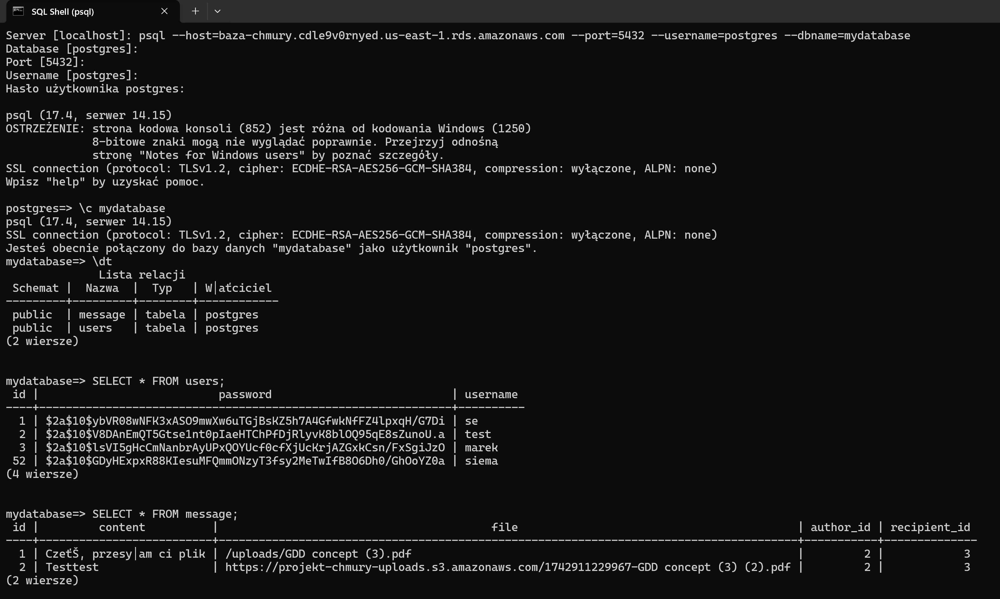 SQL Shell (psql)
Server [localhost]: psql --host=baza-chmury.cdle9v0rnyed.us-east-1.rds.amazonaws.com --port=5432 --username=postgres --dbname=mydatabase
Database [postgres]:
Port [5432]:
Username [postgres]:
Hasło użytkownika postgres:
psql (17.4, serwer 14.15)
OSTRZEŻENIE: strona kodowa konsoli (852) jest różna od kodowania Windows (1250)
8-bitowe znaki mogą nie wyglądać poprawnie. Przejrzyj odnośną
stronę "Notes for Windows users" by poznać szczegóły.
SSL connection (protocol: TLSv1.2, cipher: ECDHE-RSA-AES256-GCM-SHA384, compression: wyłączone, ALPN: none)
Wpisz "help" by uzyskać pomoc.
postgres=> \c mydatabase
psql (17.4, serwer 14.15)
SSL connection (protocol: TLSv1.2, cipher: ECDHE-RSA-AES256-GCM-SHA384, compression: wyłączone, ALPN: none)
Jesteś obecnie połączony do bazy danych "mydatabase" jako użytkownik "postgres".
mydatabase=> \dt
Lista relacji
Schemat | Nazwa | Typ | W│aťciciel
---------+---------+--------+------------
public | message | tabela | postgres
public | users | tabela | postgres
(2 wiersze)
mydatabase=> SELECT * FROM users;
id | password | username
----+--------------------------------------------------------------+----------
1 | $2a$10$ybVR08wNFK3xASO9mwXw6uTGjBsKZ5h7A4GfwkNfFZ4lpxqH/G7Di | se
2 | $2a$10$V8DAnEmQT5Gtse1nt0pIaeHTChPfDjRlyvK8blOQ95qE8sZunoU.a | test
3 | $2a$10$lsVI5gHcCmNanbrAyUPxQOYUcf0cfXjUcKrjAZGxkCsn/FxSgiJzO | marek
52 | $2a$10$GDyHExpxR88KIesuMFQmmONzyT3fsy2MeTwIfB8O6Dh0/GhOoYZ0a | siema
(4 wiersze)
mydatabase=> SELECT * FROM message;
id | content | file | author_id | recipient_id
----+--------------------------+---------------------------------------------------------------------------------------+-----------+--------------
1 | CzeťŠ, przesy│am ci plik | /uploads/GDD concept (3).pdf | 2 | 3
2 | Testtest | https://projekt-chmury-uploads.s3.amazonaws.com/1742911229967-GDD concept (3) (2).pdf | 2 | 3
(2 wiersze)